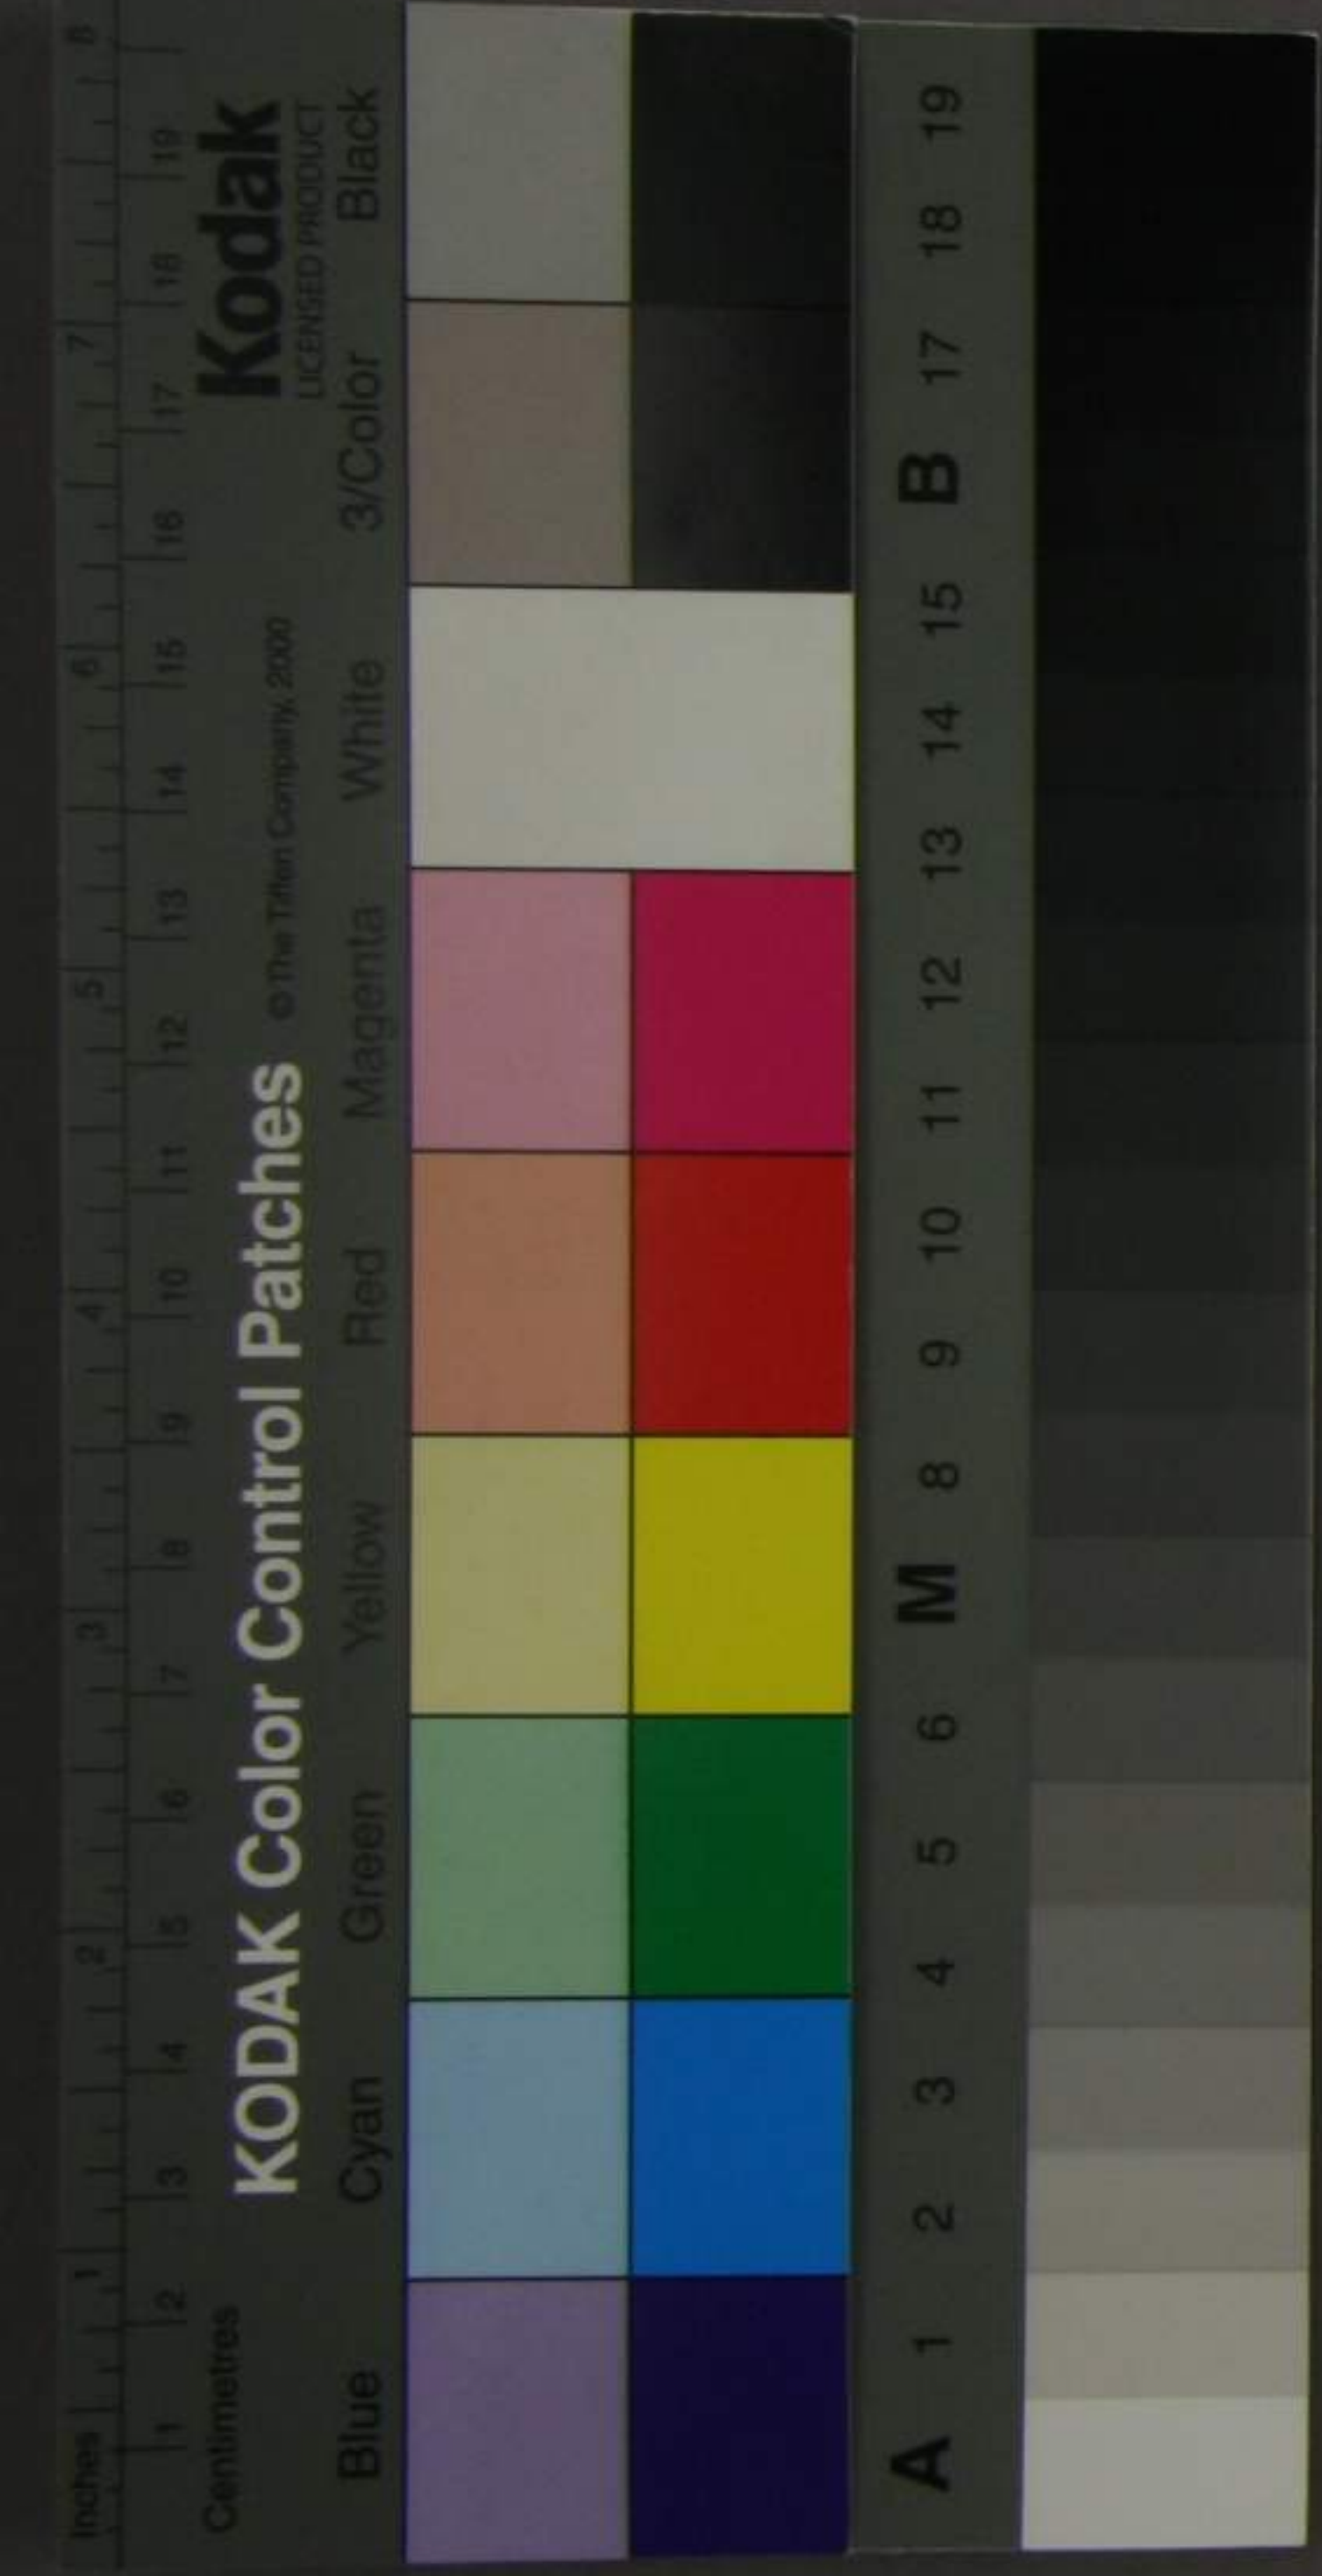 Inches 1 2 3 4 5 6 7 8
Centimetres 1 2 3 4 5 6 7 8 9 10 11 12 13 14 15 16 17 18 19
KODAK Color Control Patches ©The Tiffen Company, 2000 Kodak
LICENSED PRODUCT
Blue Cyan Green Yellow Red Magenta White 3/Color Black
A 1 2 3 4 5 6 M 8 9 10 11 12 13 14 15 B 17 18 19